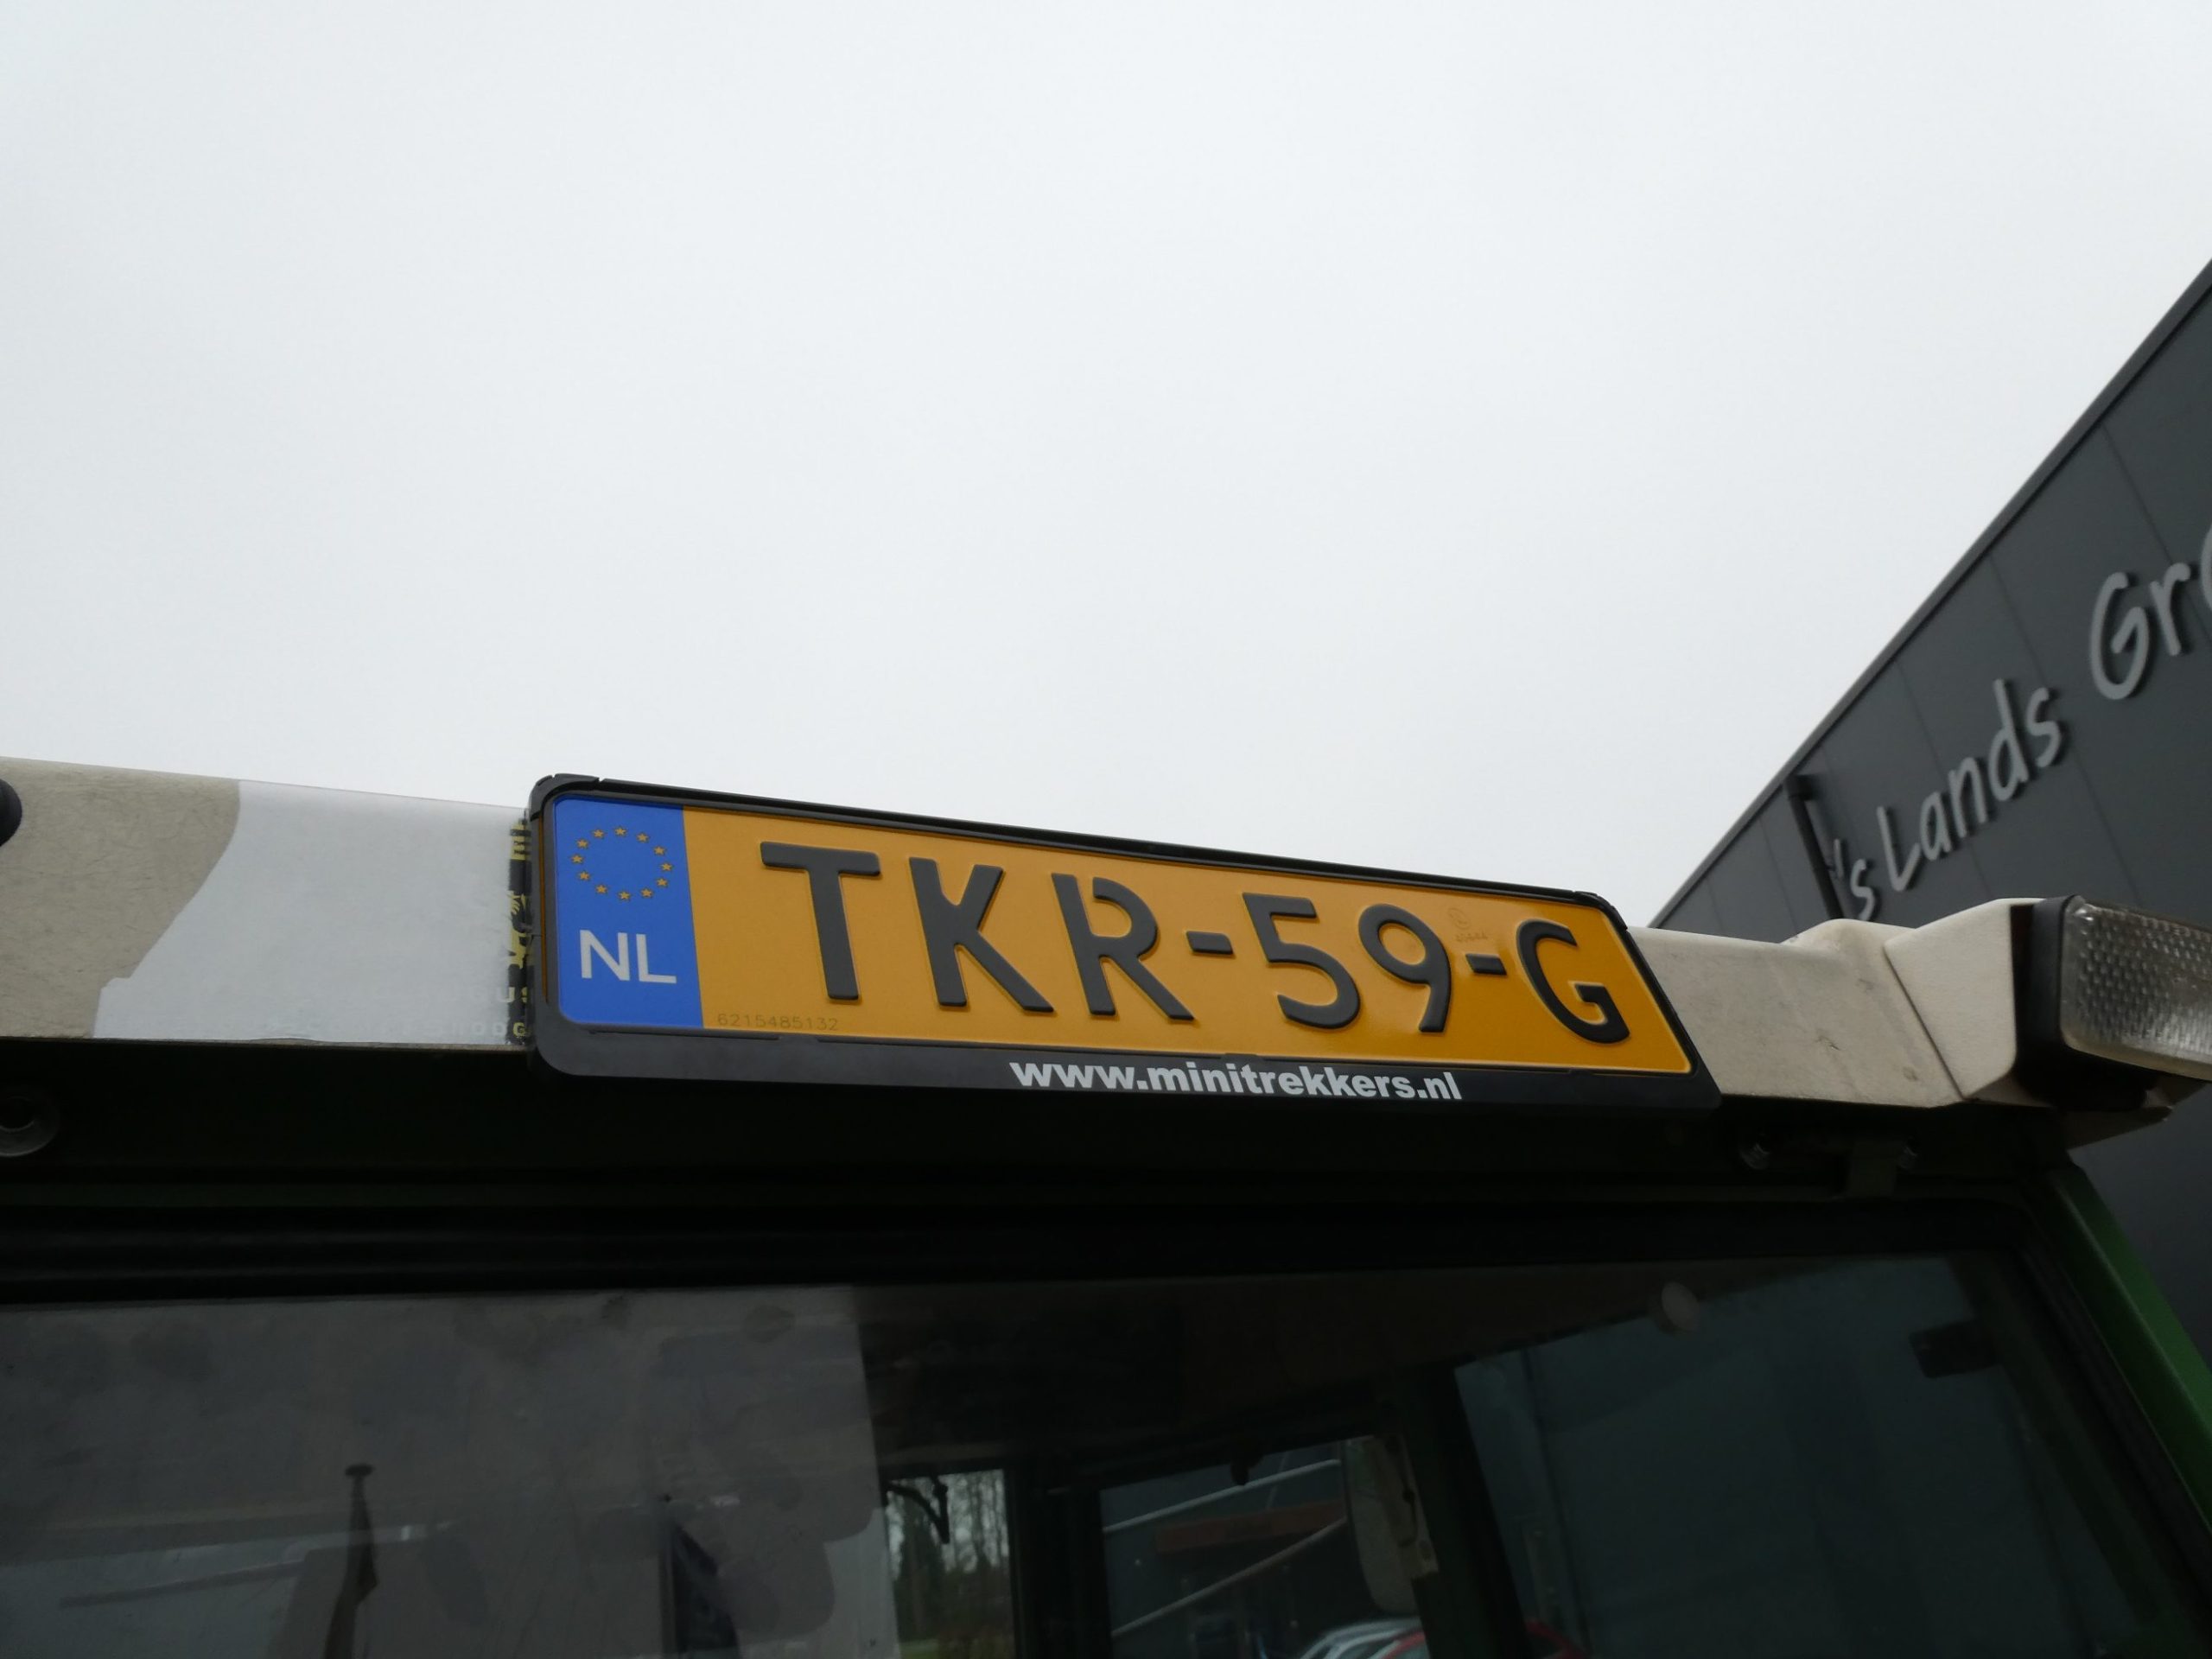 's Lands Gr
NL
TKR-59-G
6215485132
www.minitrekkers.nl